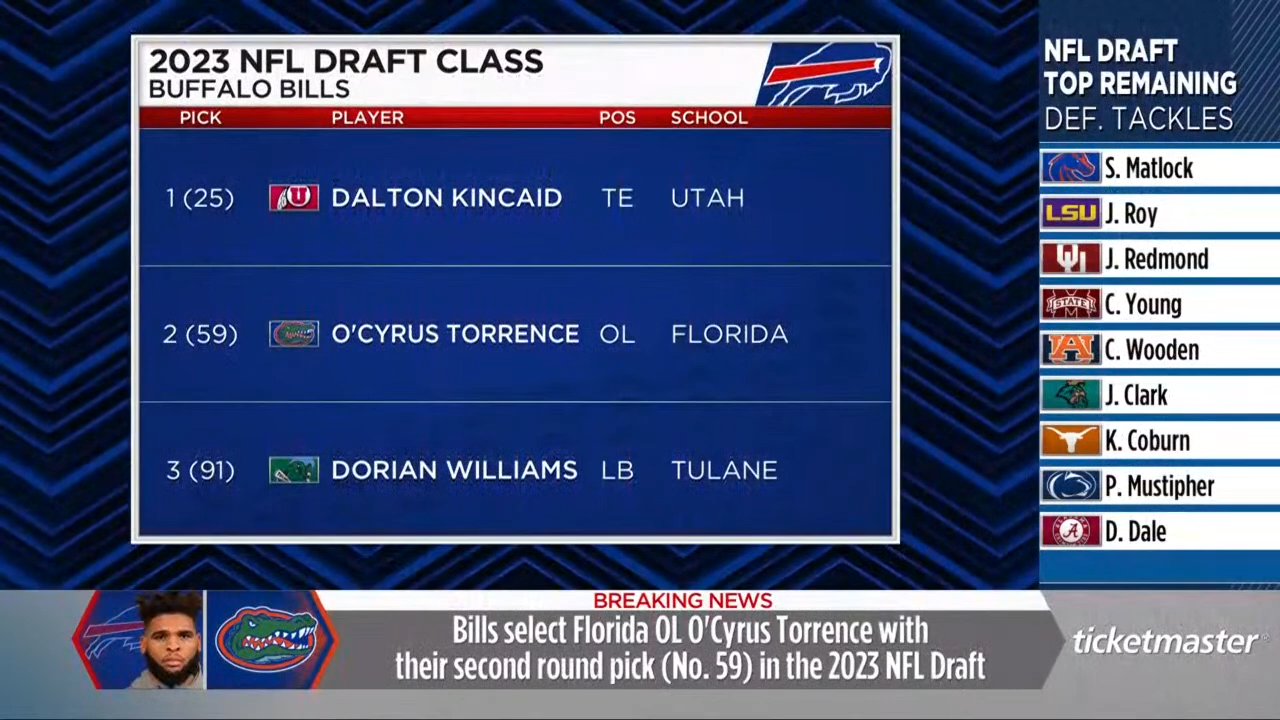 2023 NFL DRAFT CLASS
BUFFALO BILLS
PICK PLAYER POS SCHOOL
1 (25) U DALTON KINCAID TE UTAH
2 (59) O'CYRUS TORRENCE OL FLORIDA
3 (91) DORIAN WILLIAMS LB TULANE
NFL DRAFT
TOP REMAINING
DEF. TACKLES
S. Matlock
LSU J. Roy
OU J. Redmond
STATE M C. Young
AU C. Wooden
J. Clark
K. Coburn
P. Mustipher
A D. Dale
BREAKING NEWS
Bills select Florida OL O'Cyrus Torrence with
their second round pick (No. 59) in the 2023 NFL Draft
ticketmaster